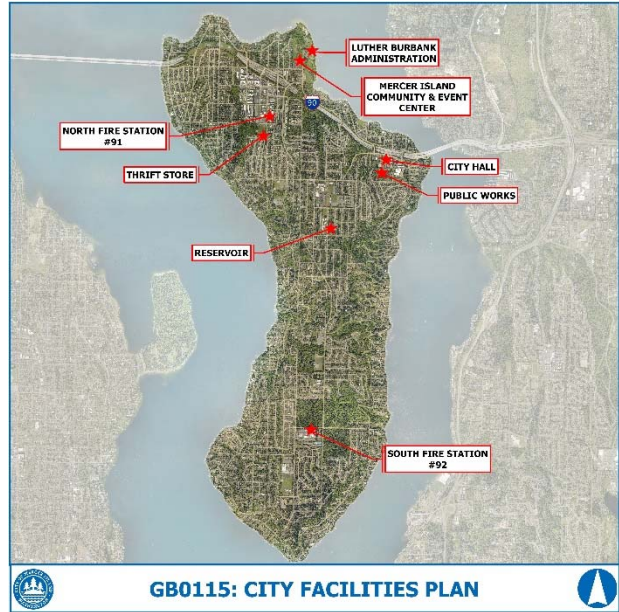 LUTHER BURBANK
ADMINISTRATION
MERCER ISLAND
COMMUNITY & EVENT
CENTER
90
NORTH FIRE STATION
#91
THRIFT STORE
CITY HALL
PUBLIC WORKS
RESERVOIR
SOUTH FIRE STATION
#92
GB0115: CITY FACILITIES PLAN